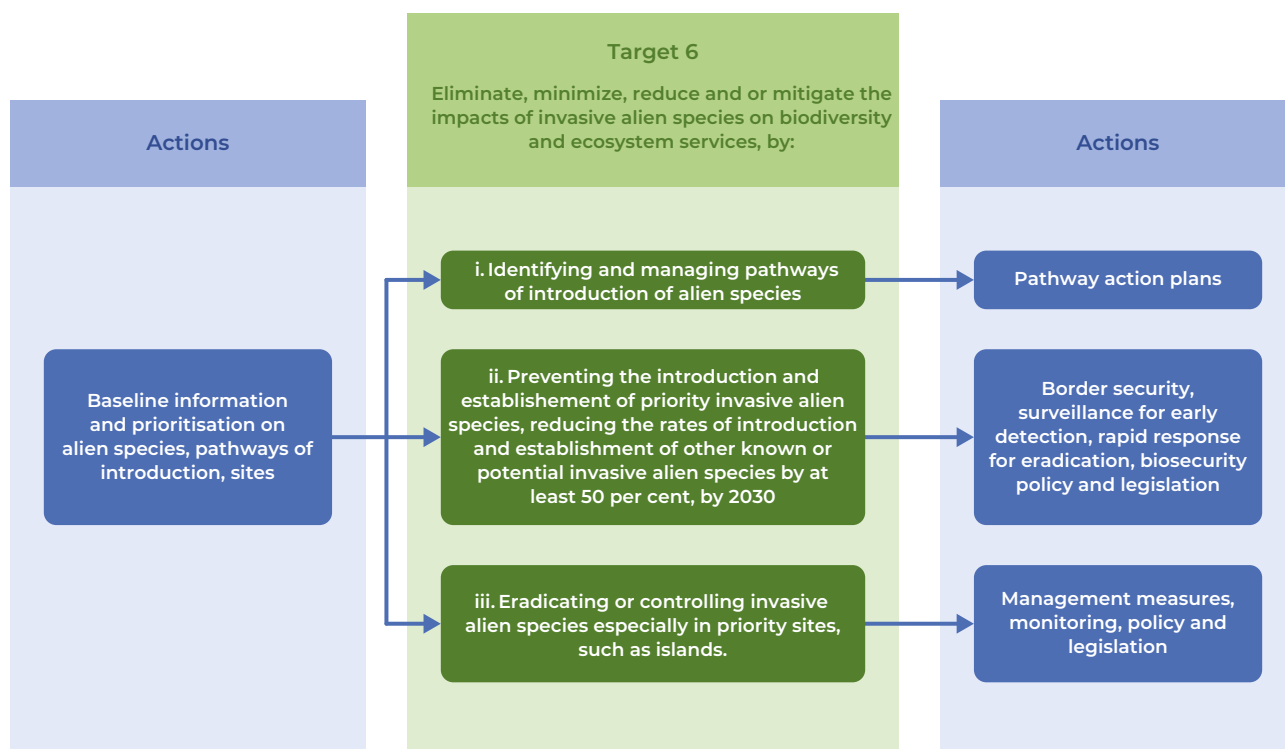 Target 6
Eliminate, minimize, reduce and or mitigate the
impacts of invasive alien species on biodiversity
and ecosystem services, by:
Actions
Actions
Baseline information
and prioritisation on
alien species, pathways of
introduction, sites
i. Identifying and managing pathways
of introduction of alien species
ii. Preventing the introduction and
establishement of priority invasive alien
species, reducing the rates of introduction
and establishment of other known or
potential invasive alien species by at
least 50 per cent, by 2030
iii. Eradicating or controlling invasive
alien species especially in priority sites,
such as islands.
Pathway action plans
Border security,
surveillance for early
detection, rapid response
for eradication, biosecurity
policy and legislation
Management measures,
monitoring, policy and
legislation